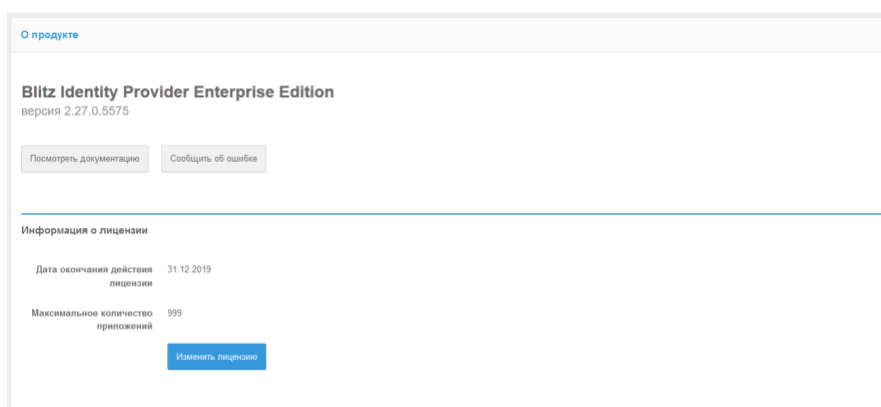 О продукте
Blitz Identity Provider Enterprise Edition
версия 2.27.0.5575
Посмотреть документацию Сообщить об ошибке
Информация о лицензии
Дата окончания действия 31.12.2019
лицензии
Максимальное количество 999
приложений
Изменить лицензию